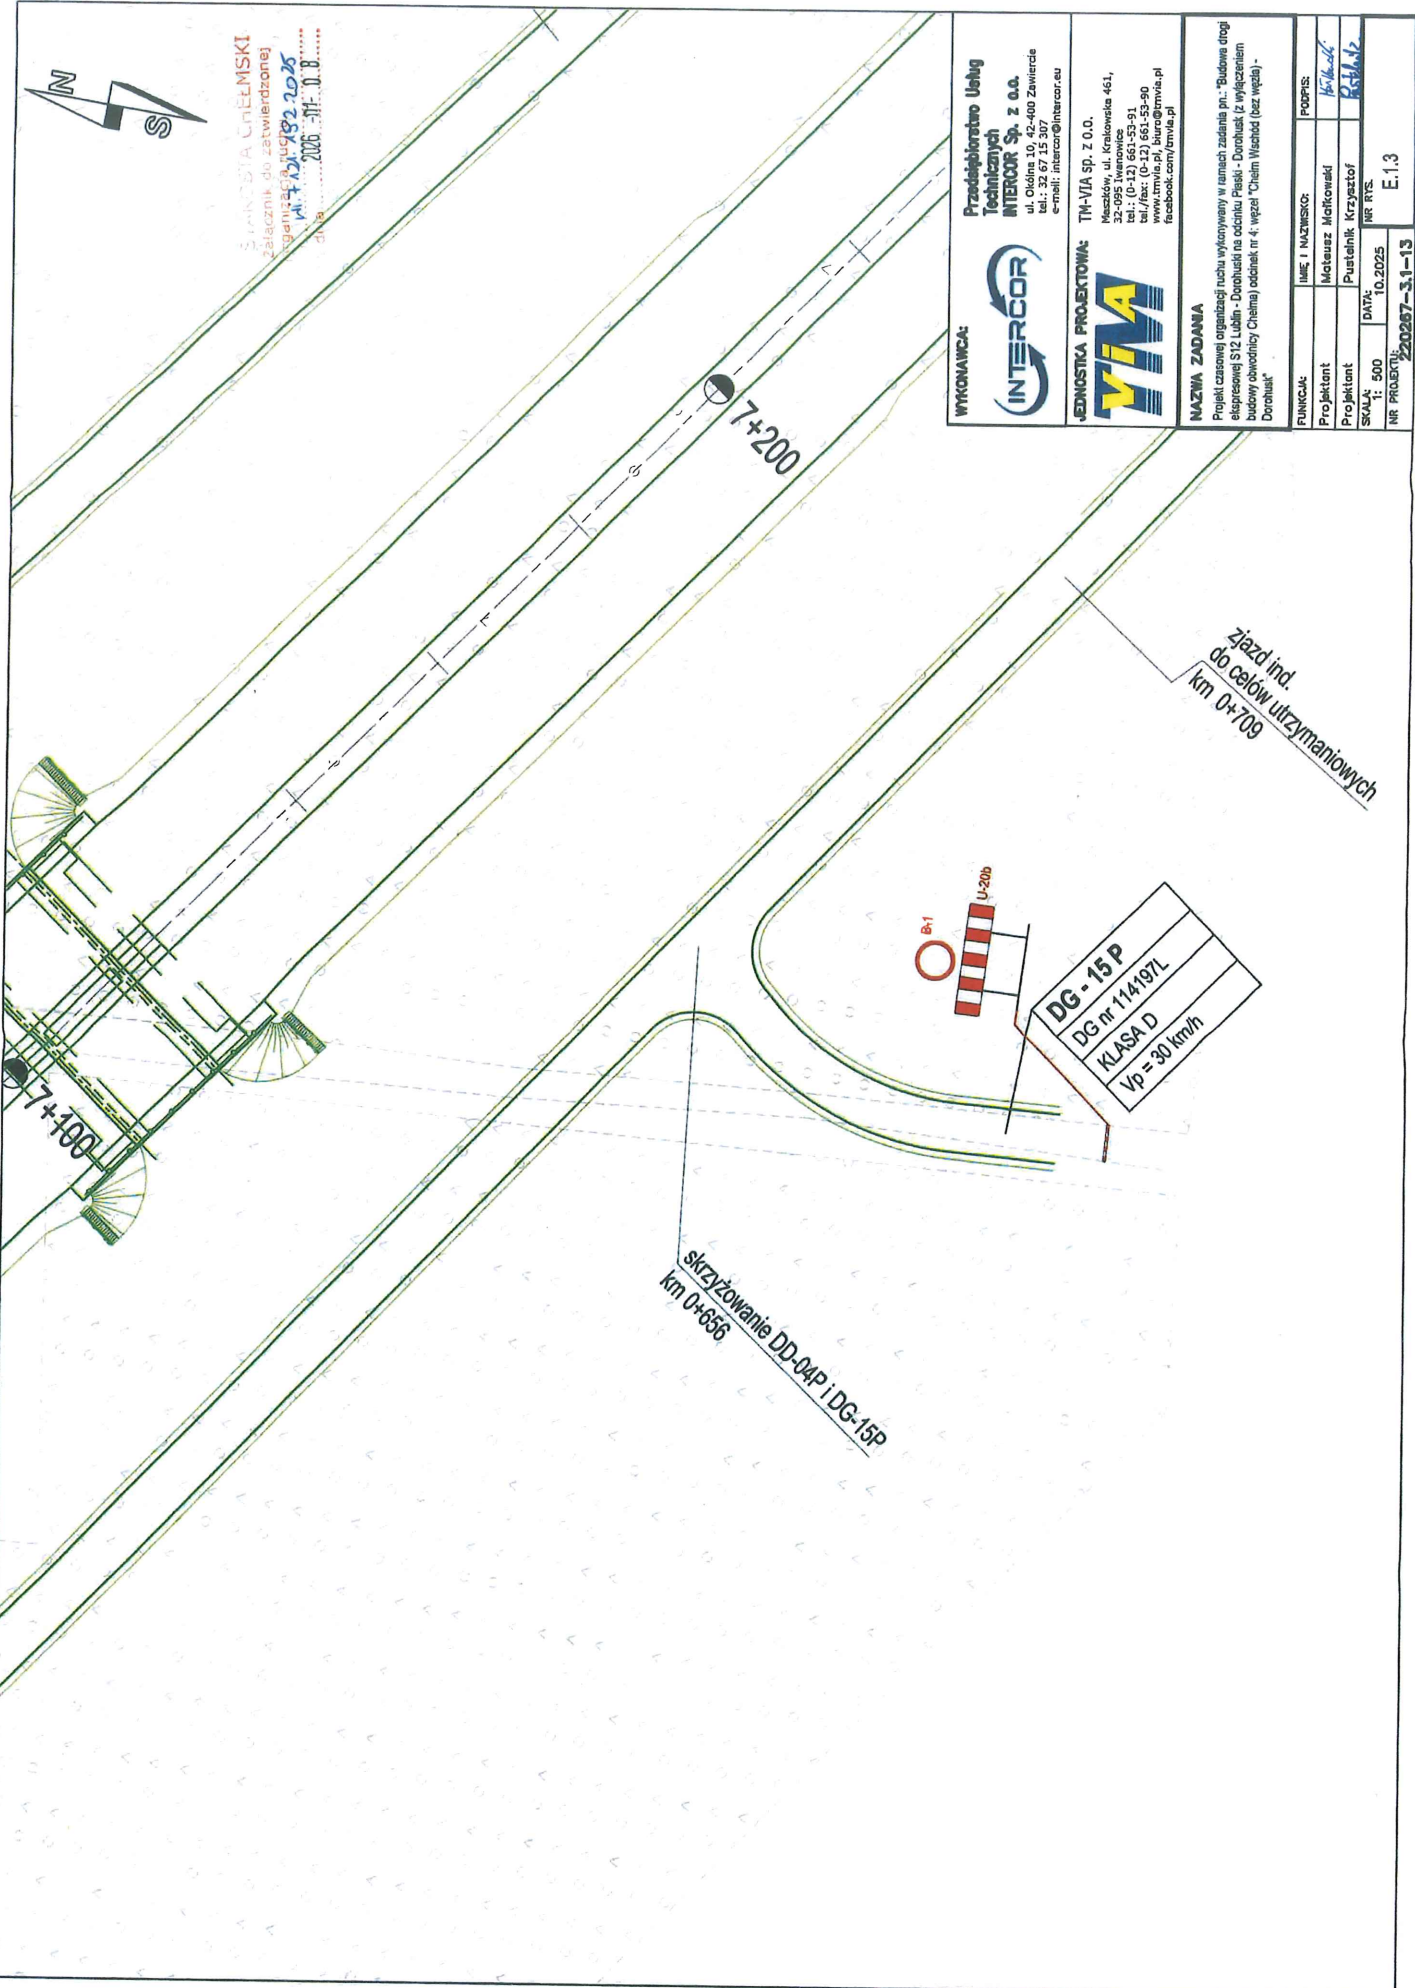 N
S
STAROSTA CHEŁMSKI
Załącznik do zatwierdzonej
organizacja ruchu
dnia
7+200
7+100
WYKONAWCA:
INTERCOR
Przedsiębiorstwo Usług
Technicznych
INTERCOR Sp. z o.o.
ul. Okólna 10, 42-400 Zawiercie
tel.: 32 67 15 307
e-mail: intercor@intercor.eu
JEDNOSTKA PROJEKTOWA:
TM-VIA sp. z o.o.
Maszków, ul. Krakowska 461,
32-095 Iwanowice
tel.: (0-12) 661-53-91
tel./fax: (0-12) 661-53-90
www.tmvia.pl, biuro@tmvia.pl
facebook.com/tmvia.pl
NAZWA ZADANIA
Projekt czasowej organizacji ruchu wykonywany w ramach zadania pn.: "Budowa drogi
ekspresowej S12 Lublin - Dorohuski na odcinku Piaski - Dorohusk (z wyłączeniem
budowy obwodnicy Chełma) odcinek nr 4: węzeł "Chełm Wschód (bez węzła) -
Dorohusk"
FUNKCJA:
IMIĘ I NAZWISKO:
PODPIS:
Projektant
Mateusz Małkowski
Projektant
Pustelnik Krzysztof
SKALA:
1: 500
DATA:
10.2025
NR RYS.
E.1.3
NR PROJEKTU:
220267-3.1-13
zjazd ind.
do celów utrzymaniowych
km 0+709
B-1
U-20b
DG - 15 P
DG nr 114197L
KLASA D
Vp = 30 km/h
skrzyżowanie DD-04P i DG-15P
km 0+656